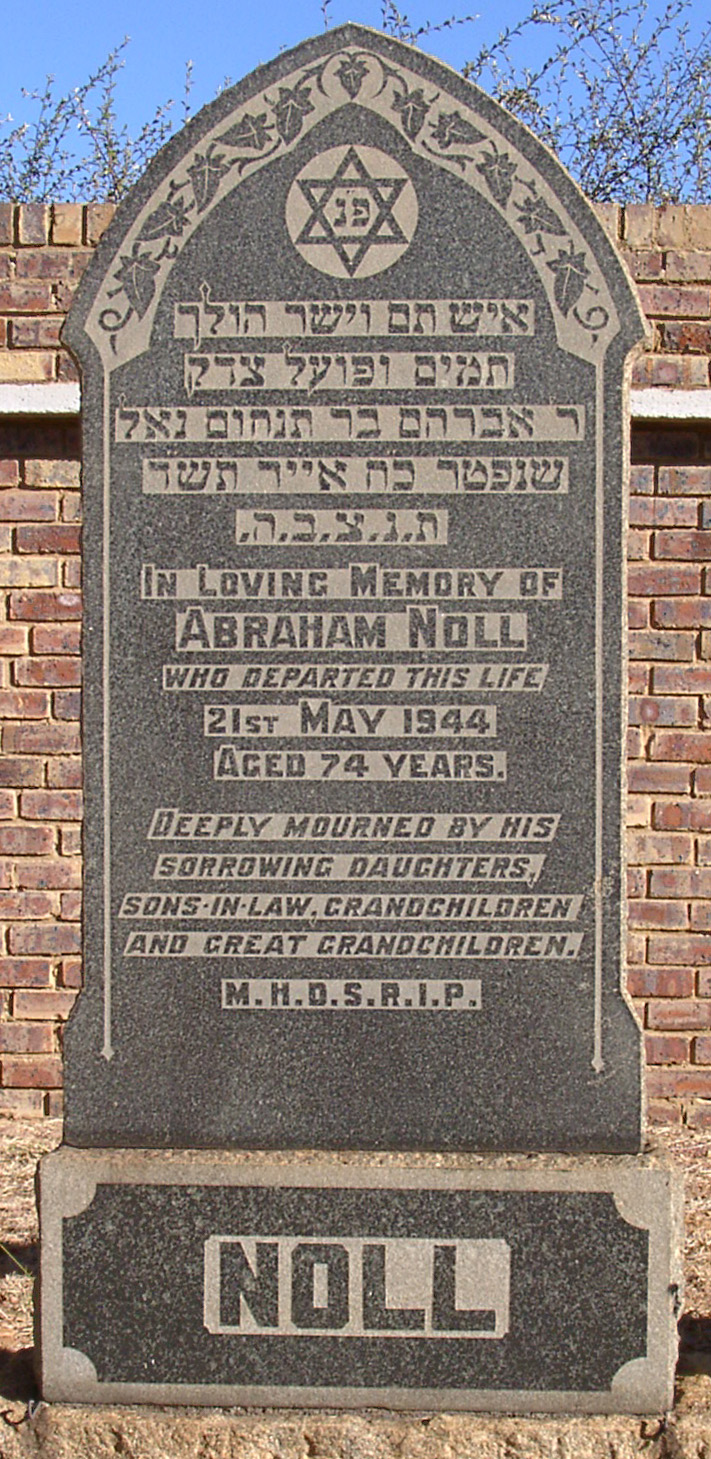 פ״נ
איש תם וישר הולך
תמים ופועל צדק
ר אברהם בר תנחום נאל
שנפטר כח אייר תשד
ת.נ.צ.ב.ה.
IN LOVING MEMORY OF
ABRAHAM NOLL
WHO DEPARTED THIS LIFE
21ST MAY 1944
AGED 74 YEARS.
DEEPLY MOURNED BY HIS
SORROWING DAUGHTERS,
SONS-IN-LAW, GRANDCHILDREN
AND GREAT GRANDCHILDREN.
M.H.D.S.R.I.P.
NOLL